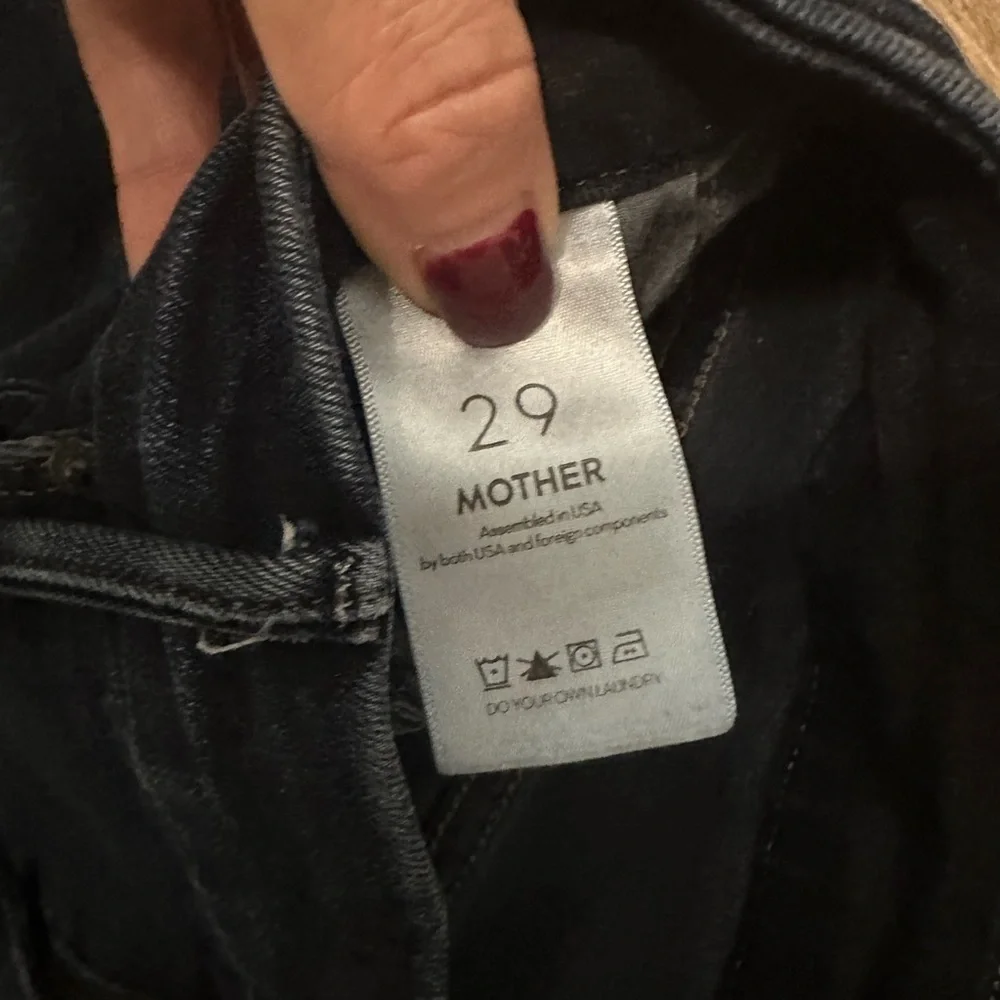 29
MOTHER
Assembled in USA
by both USA and foreign components
DO YOUR OWN LAUNDRY